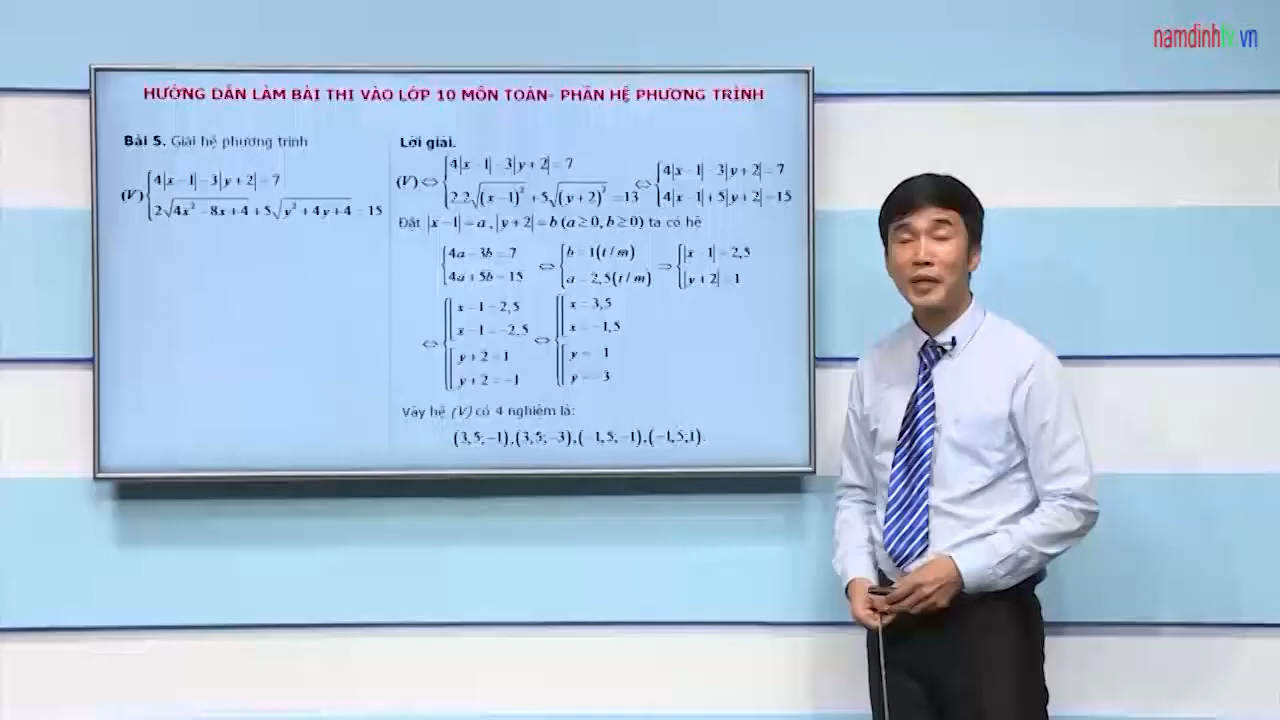 namdinhtv.vn
HƯỚNG DẪN LÀM BÀI THI VÀO LỚP 10 MÔN TOÁN- PHẦN HỆ PHƯƠNG TRÌNH
Bài 5. Giải hệ phương trình
(V) { 4|x-1|-3|y+2|=7
2√(4x²-8x+4)+5√(y²+4y+4)=15
Lời giải.
(V) ⇔ { 4|x-1|-3|y+2|=7 ⇔ { 4|x-1|-3|y+2|=7
2.2√((x-1)²)+5√((y+2)²)=13 4|x-1|+5|y+2|=15
Đặt |x-1|=a, |y+2|=b (a≥0, b≥0) ta có hệ
{ 4a-3b=7 ⇔ { b=1(t/m) ⇒ { |x-1|=2,5
4a+5b=15 a=2,5(t/m) |y+2|=1
⇔ { [ x-1=2,5 ⇔ { [ x=3,5
x-1=-2,5 x=-1,5
[ y+2=1 [ y=-1
y+2=-1 y=-3
Vậy hệ (V) có 4 nghiệm là:
(3,5;-1),(3,5;-3),(-1,5;-1),(-1,5;1).